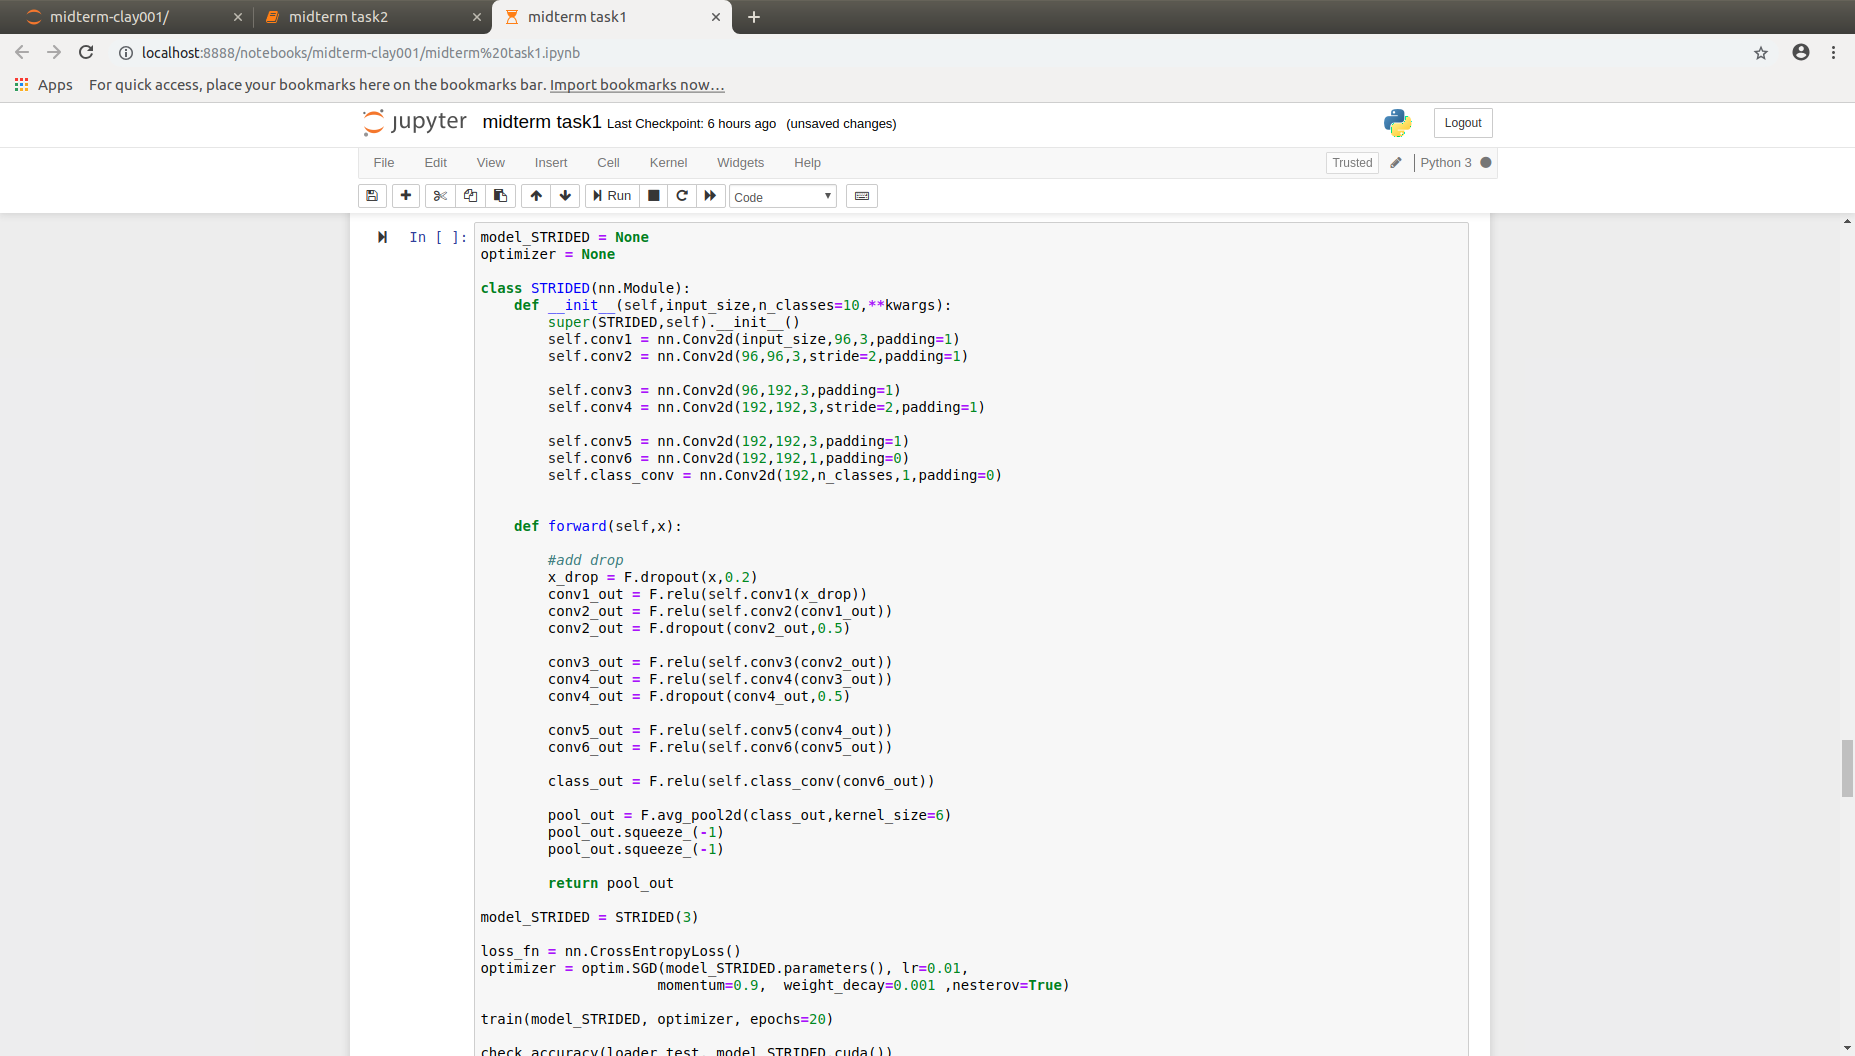 midterm-clay001/
midterm task2
midterm task1
localhost:8888/notebooks/midterm-clay001/midterm%20task1.ipynb
Apps For quick access, place your bookmarks here on the bookmarks bar. Import bookmarks now...
jupyter midterm task1 Last Checkpoint: 6 hours ago (unsaved changes) Logout
File Edit View Insert Cell Kernel Widgets Help Trusted Python 3
Run Code
In [ ]:
model_STRIDED = None
optimizer = None
class STRIDED(nn.Module):
    def __init__(self,input_size,n_classes=10,**kwargs):
        super(STRIDED,self).__init__()
        self.conv1 = nn.Conv2d(input_size,96,3,padding=1)
        self.conv2 = nn.Conv2d(96,96,3,stride=2,padding=1)
        self.conv3 = nn.Conv2d(96,192,3,padding=1)
        self.conv4 = nn.Conv2d(192,192,3,stride=2,padding=1)
        self.conv5 = nn.Conv2d(192,192,3,padding=1)
        self.conv6 = nn.Conv2d(192,192,1,padding=0)
        self.class_conv = nn.Conv2d(192,n_classes,1,padding=0)
    def forward(self,x):
        #add drop
        x_drop = F.dropout(x,0.2)
        conv1_out = F.relu(self.conv1(x_drop))
        conv2_out = F.relu(self.conv2(conv1_out))
        conv2_out = F.dropout(conv2_out,0.5)
        conv3_out = F.relu(self.conv3(conv2_out))
        conv4_out = F.relu(self.conv4(conv3_out))
        conv4_out = F.dropout(conv4_out,0.5)
        conv5_out = F.relu(self.conv5(conv4_out))
        conv6_out = F.relu(self.conv6(conv5_out))
        class_out = F.relu(self.class_conv(conv6_out))
        pool_out = F.avg_pool2d(class_out,kernel_size=6)
        pool_out.squeeze_(-1)
        pool_out.squeeze_(-1)
        return pool_out
model_STRIDED = STRIDED(3)
loss_fn = nn.CrossEntropyLoss()
optimizer = optim.SGD(model_STRIDED.parameters(), lr=0.01,
                     momentum=0.9,  weight_decay=0.001 ,nesterov=True)
train(model_STRIDED, optimizer, epochs=20)
check_accuracy(loader_test, model_STRIDED.cuda())